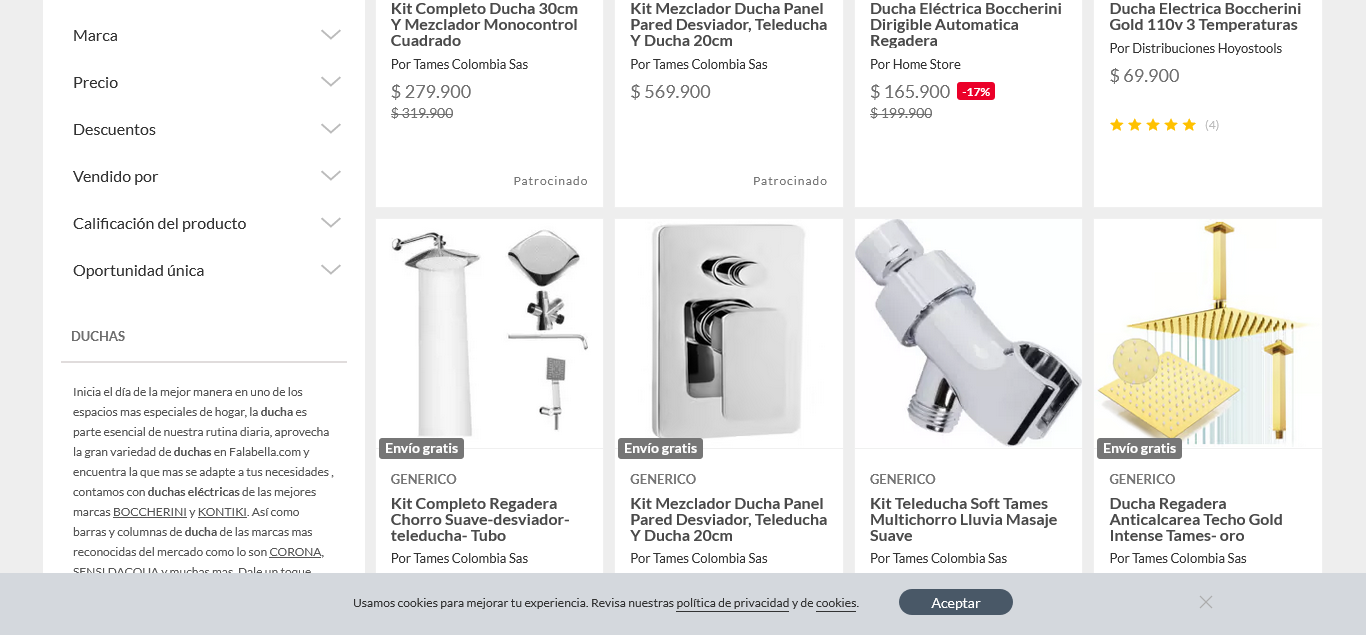 Marca
Precio
Descuentos
Vendido por
Calificación del producto
Oportunidad única
DUCHAS
Inicia el día de la mejor manera en uno de los
espacios mas especiales de hogar, la ducha es
parte esencial de nuestra rutina diaria, aprovecha
la gran variedad de duchas en Falabella.com y
encuentra la que mas se adapte a tus necesidades ,
contamos con duchas eléctricas de las mejores
marcas BOCCHERINI y KONTIKI. Así como
barras y columnas de ducha de las marcas mas
reconocidas del mercado como lo son CORONA,
SENSI DACQUA y muchas mas. Dale un toque
Kit Completo Ducha 30cm
Y Mezclador Monocontrol
Cuadrado
Por Tames Colombia Sas
$ 279.900
$ 319.900
Patrocinado
Kit Mezclador Ducha Panel
Pared Desviador, Teleducha
Y Ducha 20cm
Por Tames Colombia Sas
$ 569.900
Patrocinado
Ducha Eléctrica Boccherini
Dirigible Automatica
Regadera
Por Home Store
$ 165.900 -17%
$ 199.900
Ducha Electrica Boccherini
Gold 110v 3 Temperaturas
Por Distribuciones Hoyostools
$ 69.900
(4)
Envío gratis
GENERICO
Kit Completo Regadera
Chorro Suave-desviador-
teleducha- Tubo
Por Tames Colombia Sas
Envío gratis
GENERICO
Kit Mezclador Ducha Panel
Pared Desviador, Teleducha
Y Ducha 20cm
Por Tames Colombia Sas
GENERICO
Kit Teleducha Soft Tames
Multichorro Lluvia Masaje
Suave
Por Tames Colombia Sas
Envío gratis
GENERICO
Ducha Regadera
Anticalcarea Techo Gold
Intense Tames- oro
Por Tames Colombia Sas
Usamos cookies para mejorar tu experiencia. Revisa nuestras política de privacidad y de cookies.
Aceptar